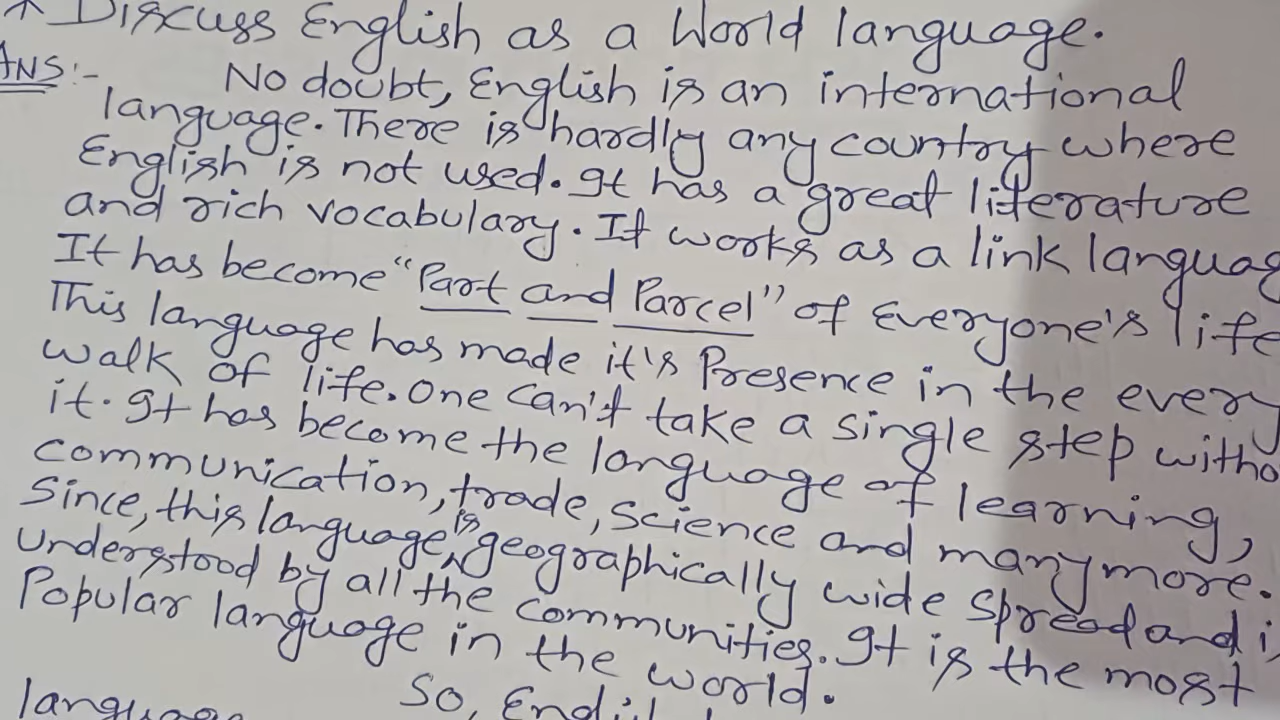 * Discuss English as a World language.
Ans:- No doubt, English is an international
language. There is hardly any country where
English is not used. It has a great literature
and rich vocabulary. It works as a link languag
It has become "Part and Parcel" of Everyone's life
This language has made it's Presence in the every
walk of life. One can't take a single step witho
it. It has become the language of learning,
communication, trade, science and many more.
Since, this language, is geographically wide spread and i
understood by all the communities. It is the most
Popular language in the world.
So,
language